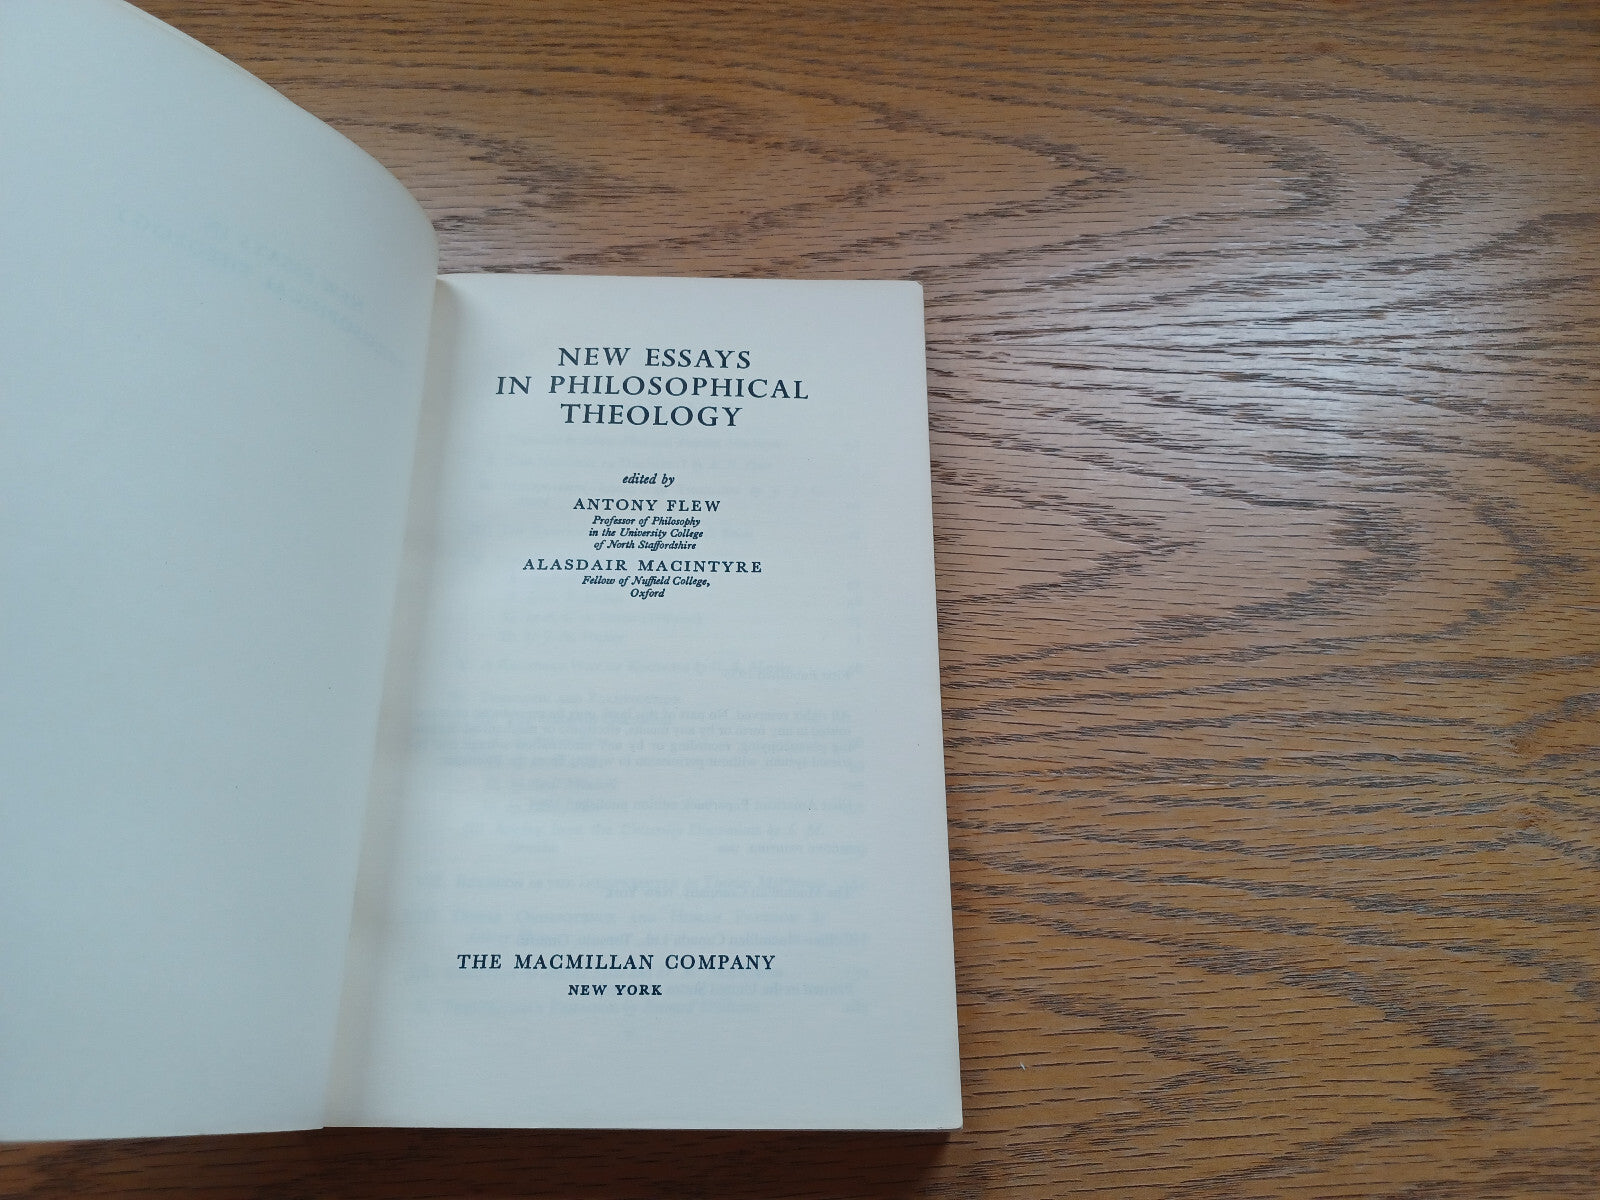 NEW ESSAYS
IN PHILOSOPHICAL
THEOLOGY
edited by
ANTONY FLEW
Professor of Philosophy
in the University College
of North Staffordshire
ALASDAIR MACINTYRE
Fellow of Nuffield College,
Oxford
THE MACMILLAN COMPANY
NEW YORK